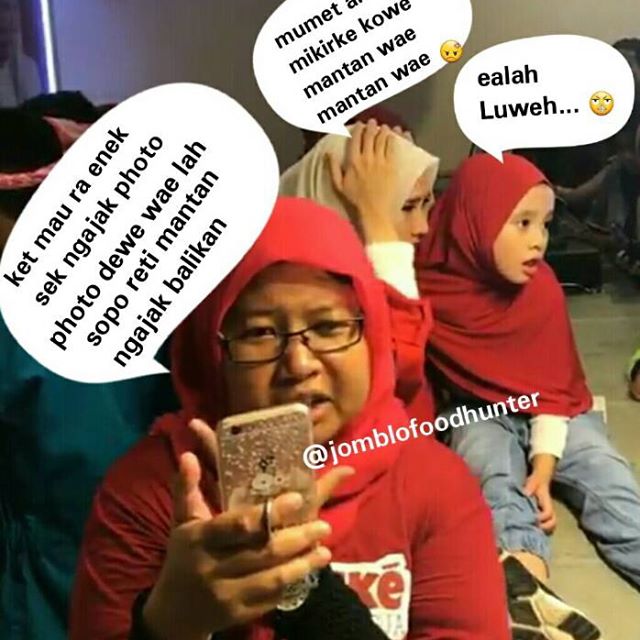 ket mau ra enek
sek ngajak photo
photo dewe wae lah
sopo reti mantan
ngajak balikan
mumet
mikirke kowe
mantan wae
mantan wae 🤕
ealah
Luweh... 😬
@jomblofoodhunter
ké